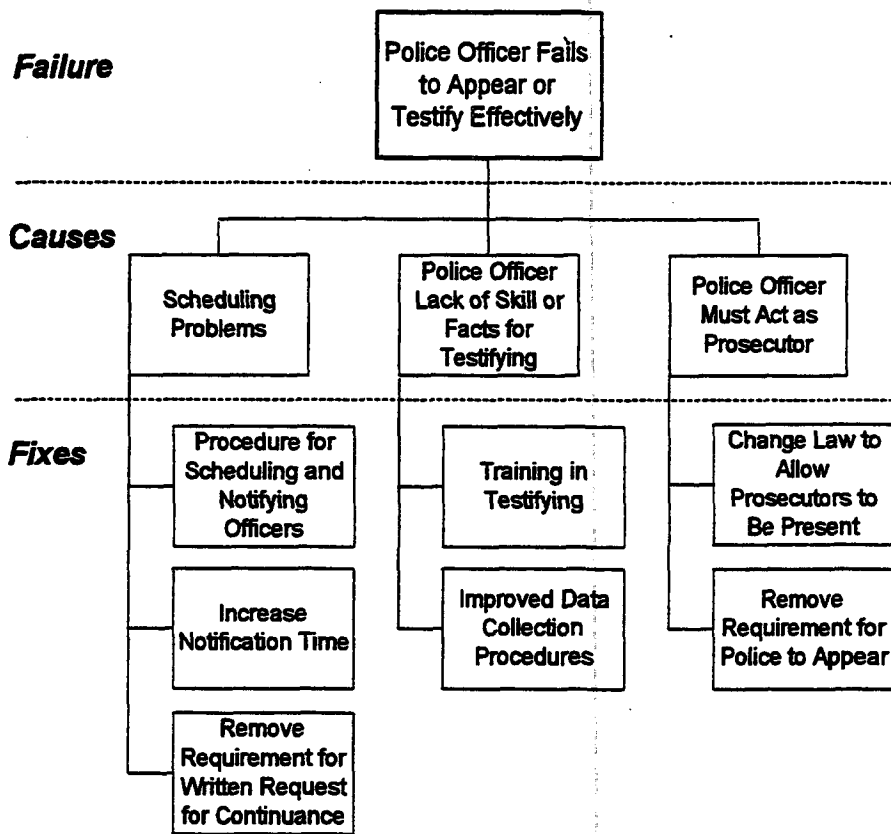 Failure
Police Officer Fails
to Appear or
Testify Effectively
Causes
Scheduling
Problems
Police Officer
Lack of Skill or
Facts for
Testifying
Police Officer
Must Act as
Prosecutor
Fixes
Procedure for
Scheduling and
Notifying
Officers
Increase
Notification Time
Remove
Requirement for
Written Request
for Continuance
Training in
Testifying
Improved Data
Collection
Procedures
Change Law to
Allow
Prosecutors to
Be Present
Remove
Requirement for
Police to Appear